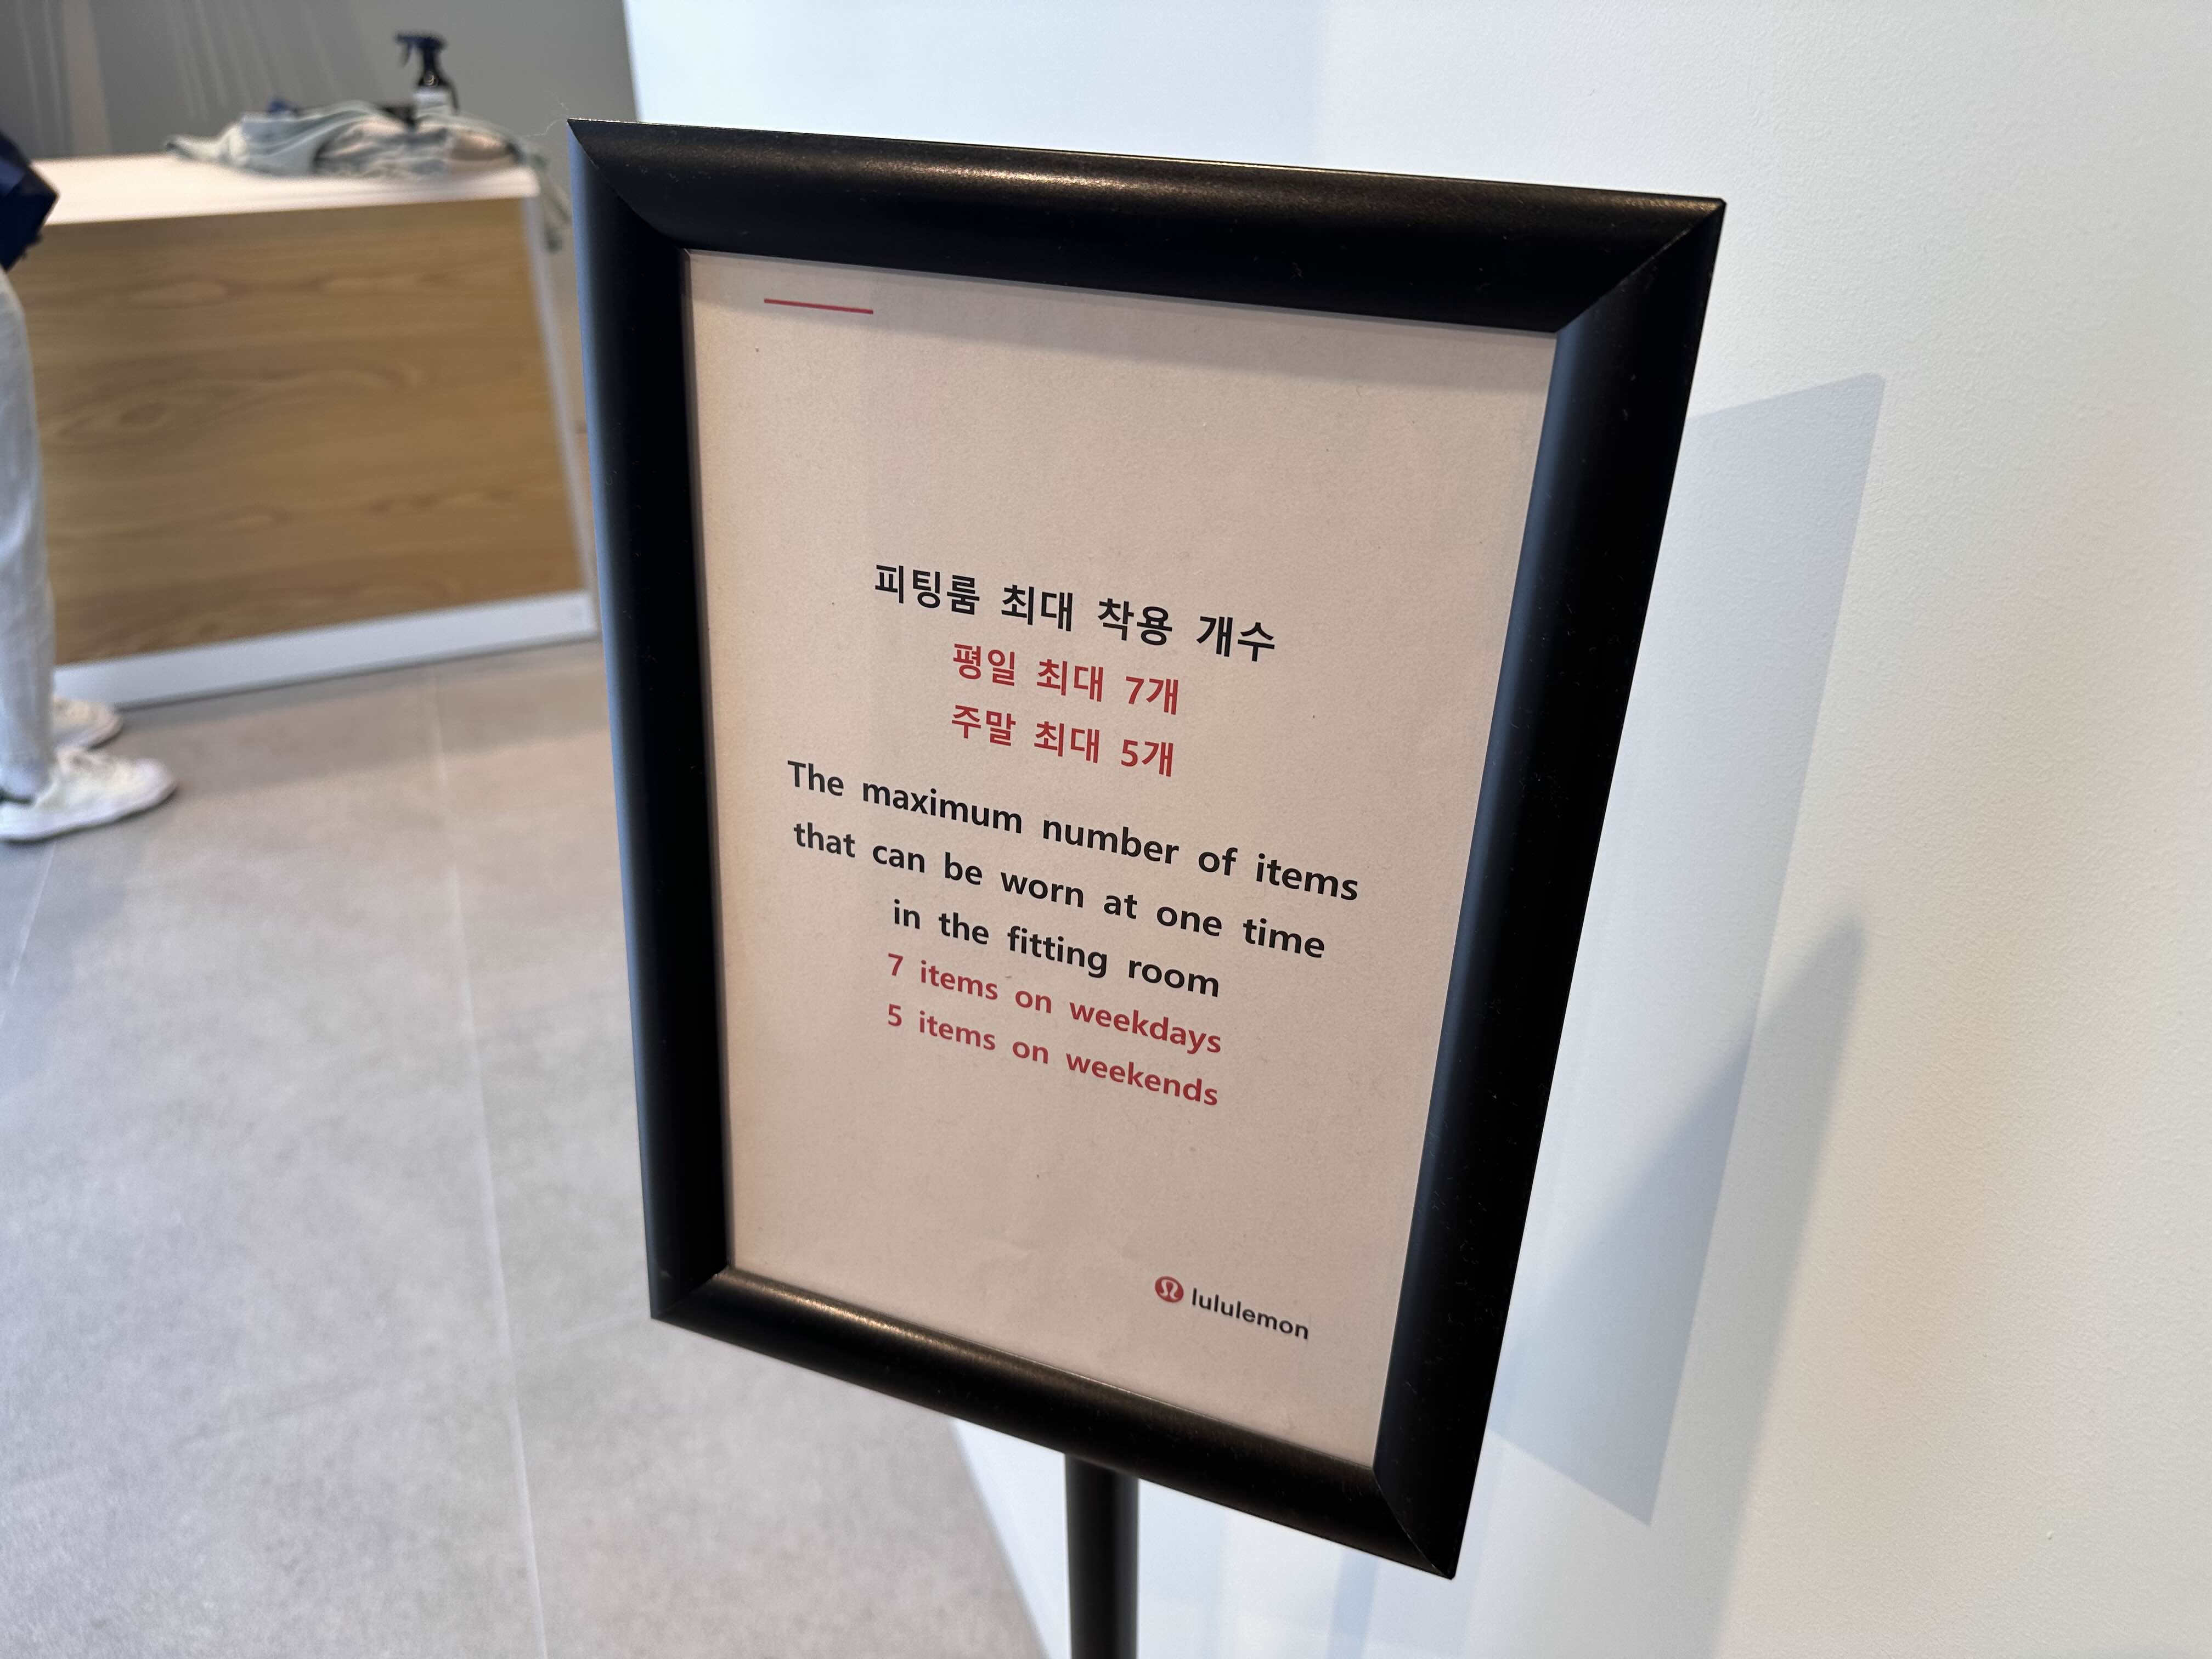 피팅룸 최대 착용 개수
평일 최대 7개
주말 최대 5개
The maximum number of items
that can be worn at one time
in the fitting room
7 items on weekdays
5 items on weekends
lululemon